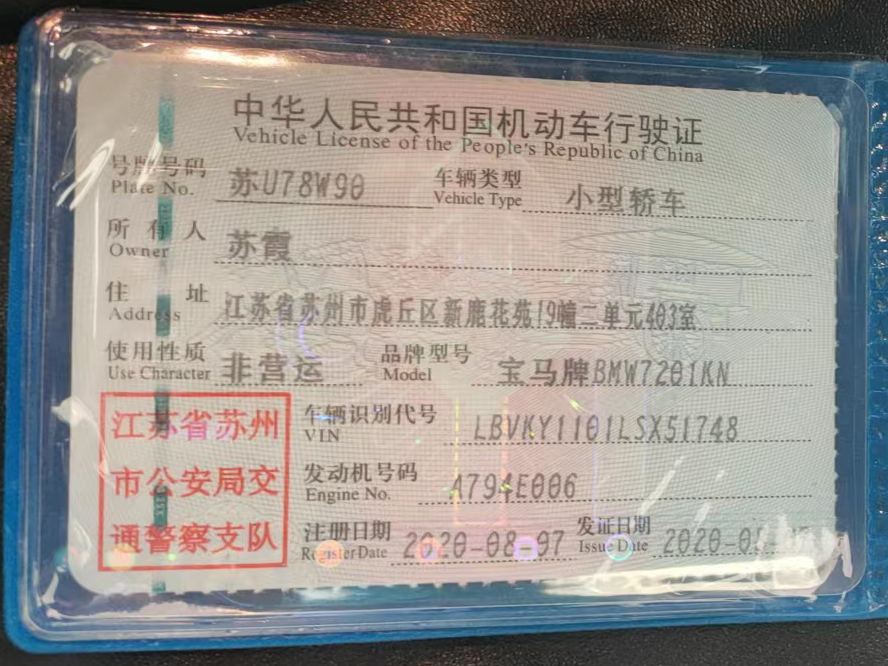 中华人民共和国机动车行驶证
Vehicle License of the People's Republic of China
号牌号码 苏U78W90 车辆类型 小型轿车
Plate No. Vehicle Type
所有人 苏霞
Owner
住址 江苏省苏州市虎丘区新鹿花苑19幢二单元403室
Address
使用性质 非营运 品牌型号 宝马牌BMW7201KN
Use Character Model
江苏省苏州 车辆识别代号 LBVKY1101LSX51748
VIN
市公安局交 发动机号码 A794E006
Engine No.
通警察支队 注册日期 2020-08-07 发证日期 2020-08
Register Date Issue Date